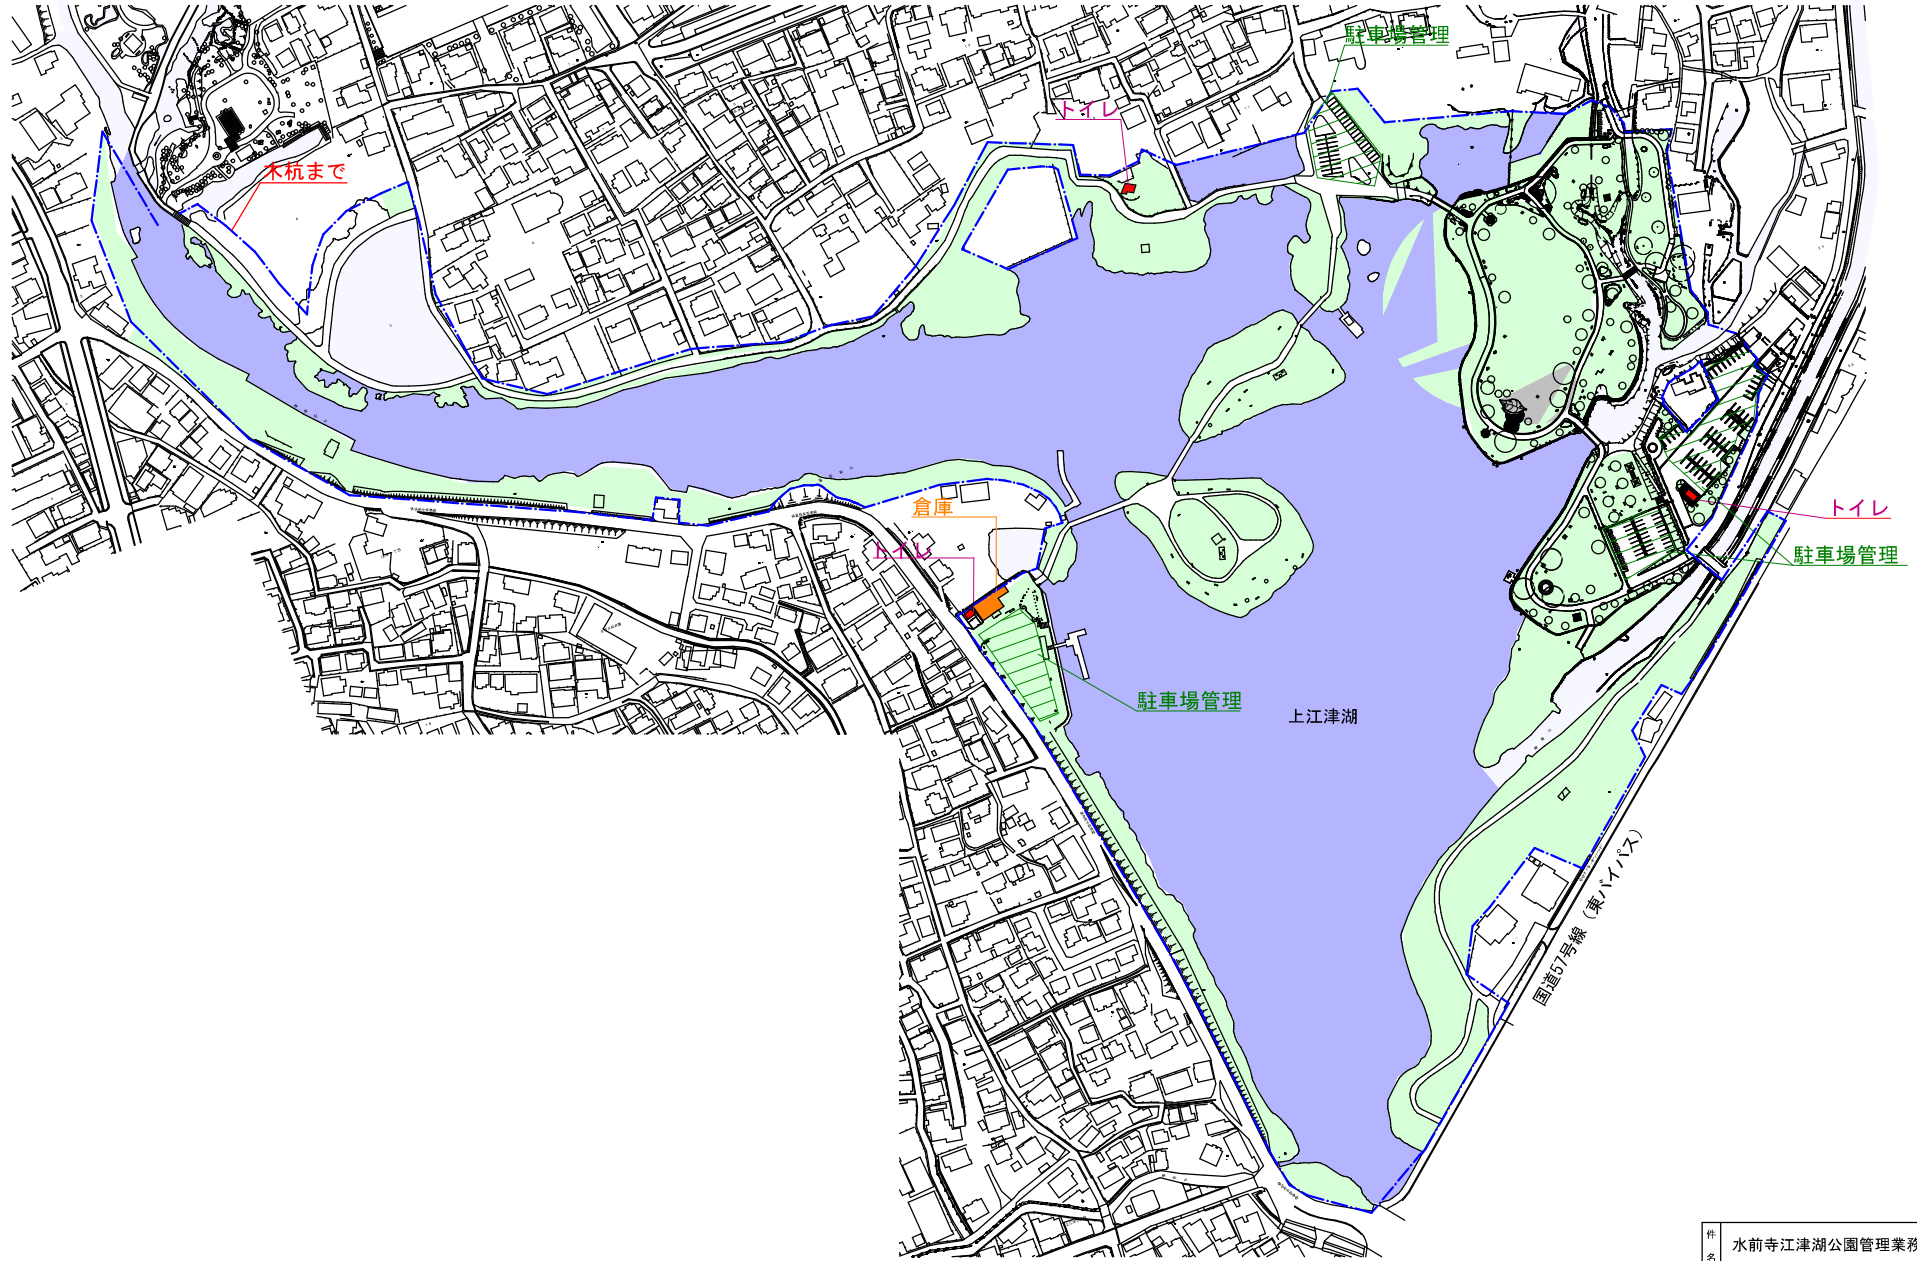 駐車場管理
トイレ
木杭まで
倉庫
トイレ
トイレ
駐車場管理
駐車場管理
上江津湖
国道57号線（東バイパス）
件名
水前寺江津湖公園管理業務